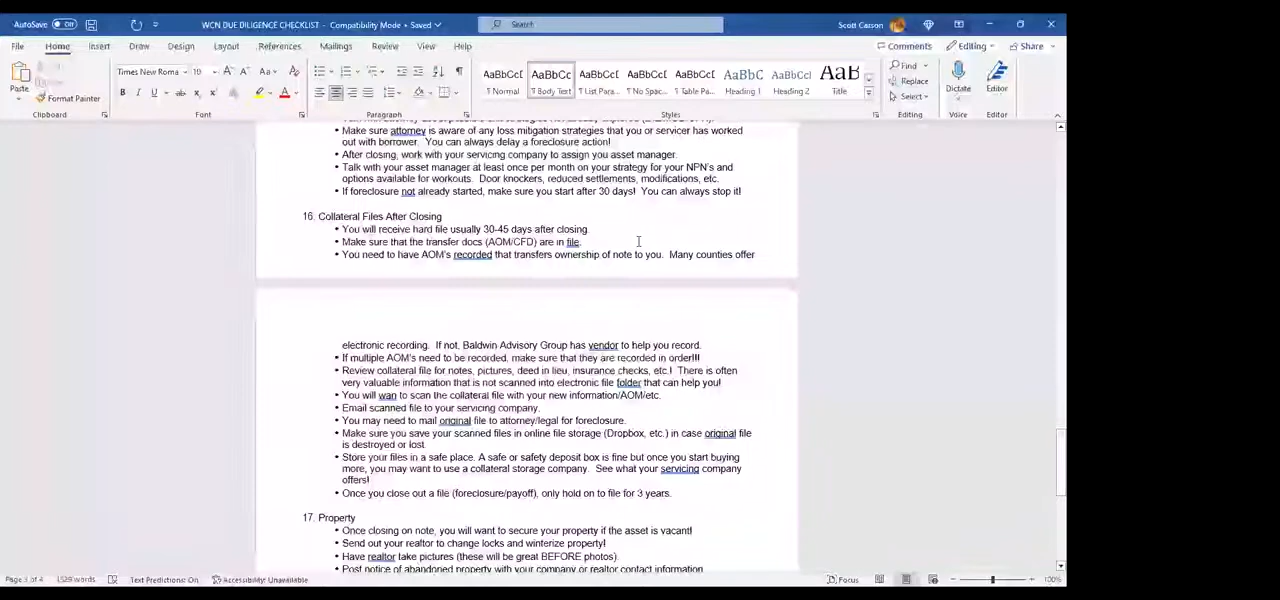 AutoSave Off WCN DUE DILIGENCE CHECKLIST - Compatibility Mode • Saved Search Scott Carson
File Home Insert Draw Design Layout References Mailings Review View Help Comments Editing Share
Paste Format Painter Times New Roma 10 Aa
B I U ab x x A
AaBbCcI AaBbCc AaBbCcI AaBbCcI AaBbCcI AaBbC AaBbCcI AaB
¶ Normal ¶ Body Text ¶ List Para... ¶ No Spac... ¶ Table Pa... Heading 1 Heading 2 Title
Find Replace Select Dictate Editor
Clipboard Font Paragraph Styles Editing Voice Editor
• Make sure attorney is aware of any loss mitigation strategies that you or servicer has worked
out with borrower. You can always delay a foreclosure action!
• After closing, work with your servicing company to assign you asset manager.
• Talk with your asset manager at least once per month on your strategy for your NPN's and
options available for workouts. Door knockers, reduced settlements, modifications, etc.
• If foreclosure not already started, make sure you start after 30 days! You can always stop it!
16. Collateral Files After Closing
• You will receive hard file usually 30-45 days after closing.
• Make sure that the transfer docs (AOM/CFD) are in file.
• You need to have AOM's recorded that transfers ownership of note to you. Many counties offer
electronic recording. If not, Baldwin Advisory Group has vendor to help you record.
• If multiple AOM's need to be recorded, make sure that they are recorded in order!!!
• Review collateral file for notes, pictures, deed in lieu, insurance checks, etc.! There is often
very valuable information that is not scanned into electronic file folder that can help you!
• You will wan to scan the collateral file with your new information/AOM/etc.
• Email scanned file to your servicing company.
• You may need to mail original file to attorney/legal for foreclosure.
• Make sure you save your scanned files in online file storage (Dropbox, etc.) in case original file
is destroyed or lost.
• Store your files in a safe place. A safe or safety deposit box is fine but once you start buying
more, you may want to use a collateral storage company. See what your servicing company
offers!
• Once you close out a file (foreclosure/payoff), only hold on to file for 3 years.
17. Property
• Once closing on note, you will want to secure your property if the asset is vacant!
• Send out your realtor to change locks and winterize property!
• Have realtor take pictures (these will be great BEFORE photos).
• Post notice of abandoned property with your company or realtor contact information
Page 3 of 4 1529 words Text Predictions: On Accessibility: Unavailable Focus 100%